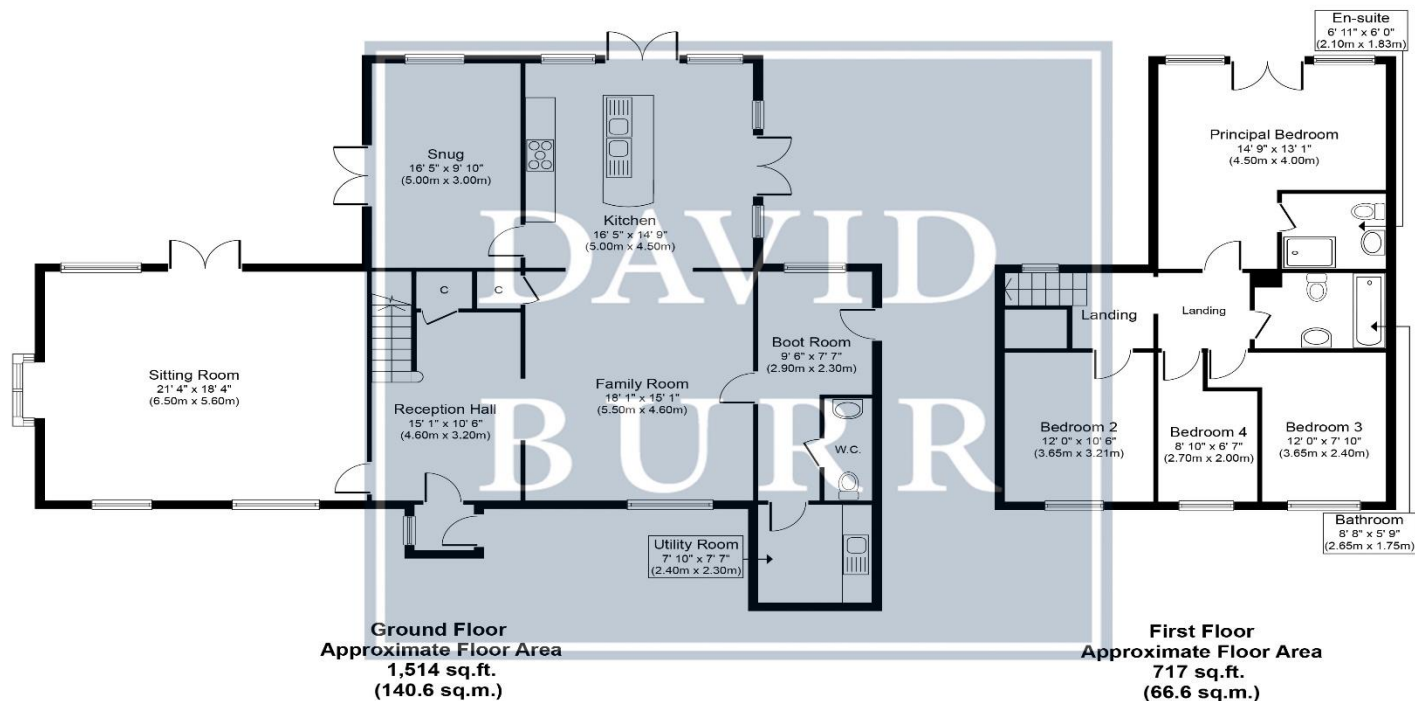 En-suite
6' 11" x 6' 0"
(2.10m x 1.83m)
Principal Bedroom
14' 9" x 13' 1"
(4.50m x 4.00m)
Snug
16' 5" x 9' 10"
(5.00m x 3.00m)
Kitchen
16' 5" x 14' 9"
(5.00m x 4.50m)
DAVID
BURR
C
C
Landing
Landing
Boot Room
9' 6" x 7' 7"
(2.90m x 2.30m)
Sitting Room
21' 4" x 18' 4"
(6.50m x 5.60m)
Family Room
18' 1" x 15' 1"
(5.50m x 4.60m)
Reception Hall
15' 1" x 10' 6"
(4.60m x 3.20m)
W.C.
Bedroom 2
12' 0" x 10' 6"
(3.65m x 3.21m)
Bedroom 4
8' 10" x 6' 7"
(2.70m x 2.00m)
Bedroom 3
12' 0" x 7' 10"
(3.65m x 2.40m)
Utility Room
7' 10" x 7' 7"
(2.40m x 2.30m)
Bathroom
8' 8" x 5' 9"
(2.65m x 1.75m)
Ground Floor
Approximate Floor Area
1,514 sq.ft.
(140.6 sq.m.)
First Floor
Approximate Floor Area
717 sq.ft.
(66.6 sq.m.)